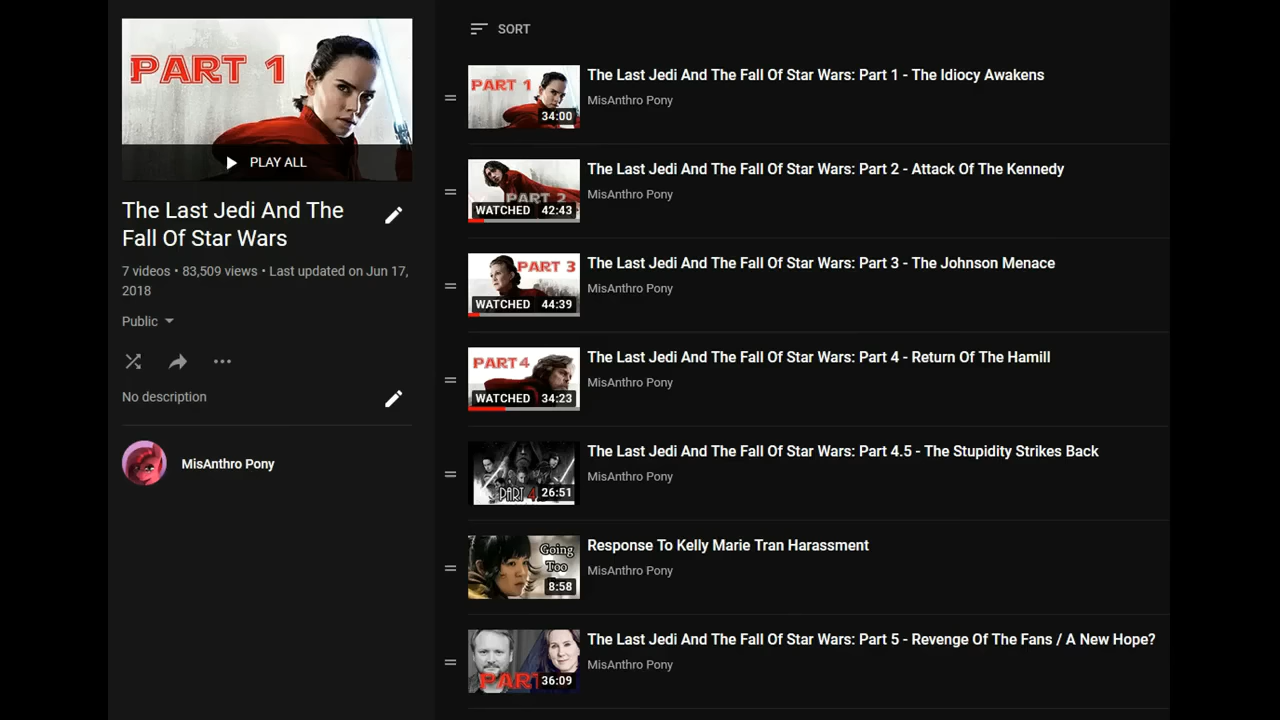 PART 1
PLAY ALL
The Last Jedi And The
Fall Of Star Wars
7 videos • 83,509 views • Last updated on Jun 17,
2018
Public
No description
MisAnthro Pony
SORT
PART 1
34:00
The Last Jedi And The Fall Of Star Wars: Part 1 - The Idiocy Awakens
MisAnthro Pony
PART 2
WATCHED 42:43
The Last Jedi And The Fall Of Star Wars: Part 2 - Attack Of The Kennedy
MisAnthro Pony
PART 3
WATCHED 44:39
The Last Jedi And The Fall Of Star Wars: Part 3 - The Johnson Menace
MisAnthro Pony
PART 4
WATCHED 34:23
The Last Jedi And The Fall Of Star Wars: Part 4 - Return Of The Hamill
MisAnthro Pony
PART 4
26:51
The Last Jedi And The Fall Of Star Wars: Part 4.5 - The Stupidity Strikes Back
MisAnthro Pony
Going
Too
8:58
Response To Kelly Marie Tran Harassment
MisAnthro Pony
PART
36:09
The Last Jedi And The Fall Of Star Wars: Part 5 - Revenge Of The Fans / A New Hope?
MisAnthro Pony